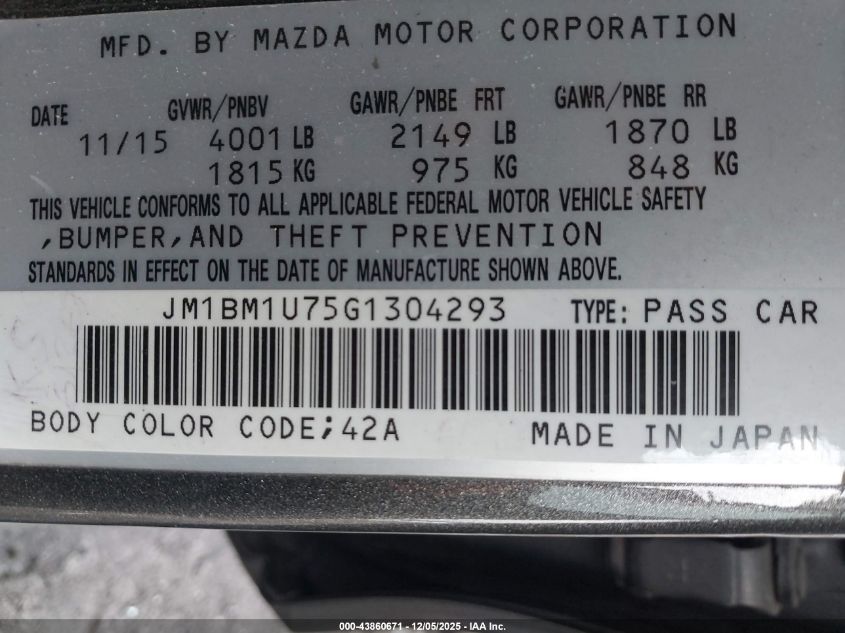 MFD. BY MAZDA MOTOR CORPORATION
DATE GVWR/PNBV GAWR/PNBE FRT GAWR/PNBE RR
11/15 4001 LB 2149 LB 1870 LB
1815 KG 975 KG 848 KG
THIS VEHICLE CONFORMS TO ALL APPLICABLE FEDERAL MOTOR VEHICLE SAFETY
,BUMPER,AND THEFT PREVENTION
STANDARDS IN EFFECT ON THE DATE OF MANUFACTURE SHOWN ABOVE.
JM1BM1U75G1304293 TYPE: PASS CAR
BODY COLOR CODE;42A MADE IN JAPAN
000-43860671 - 12/05/2025 - IAA Inc.